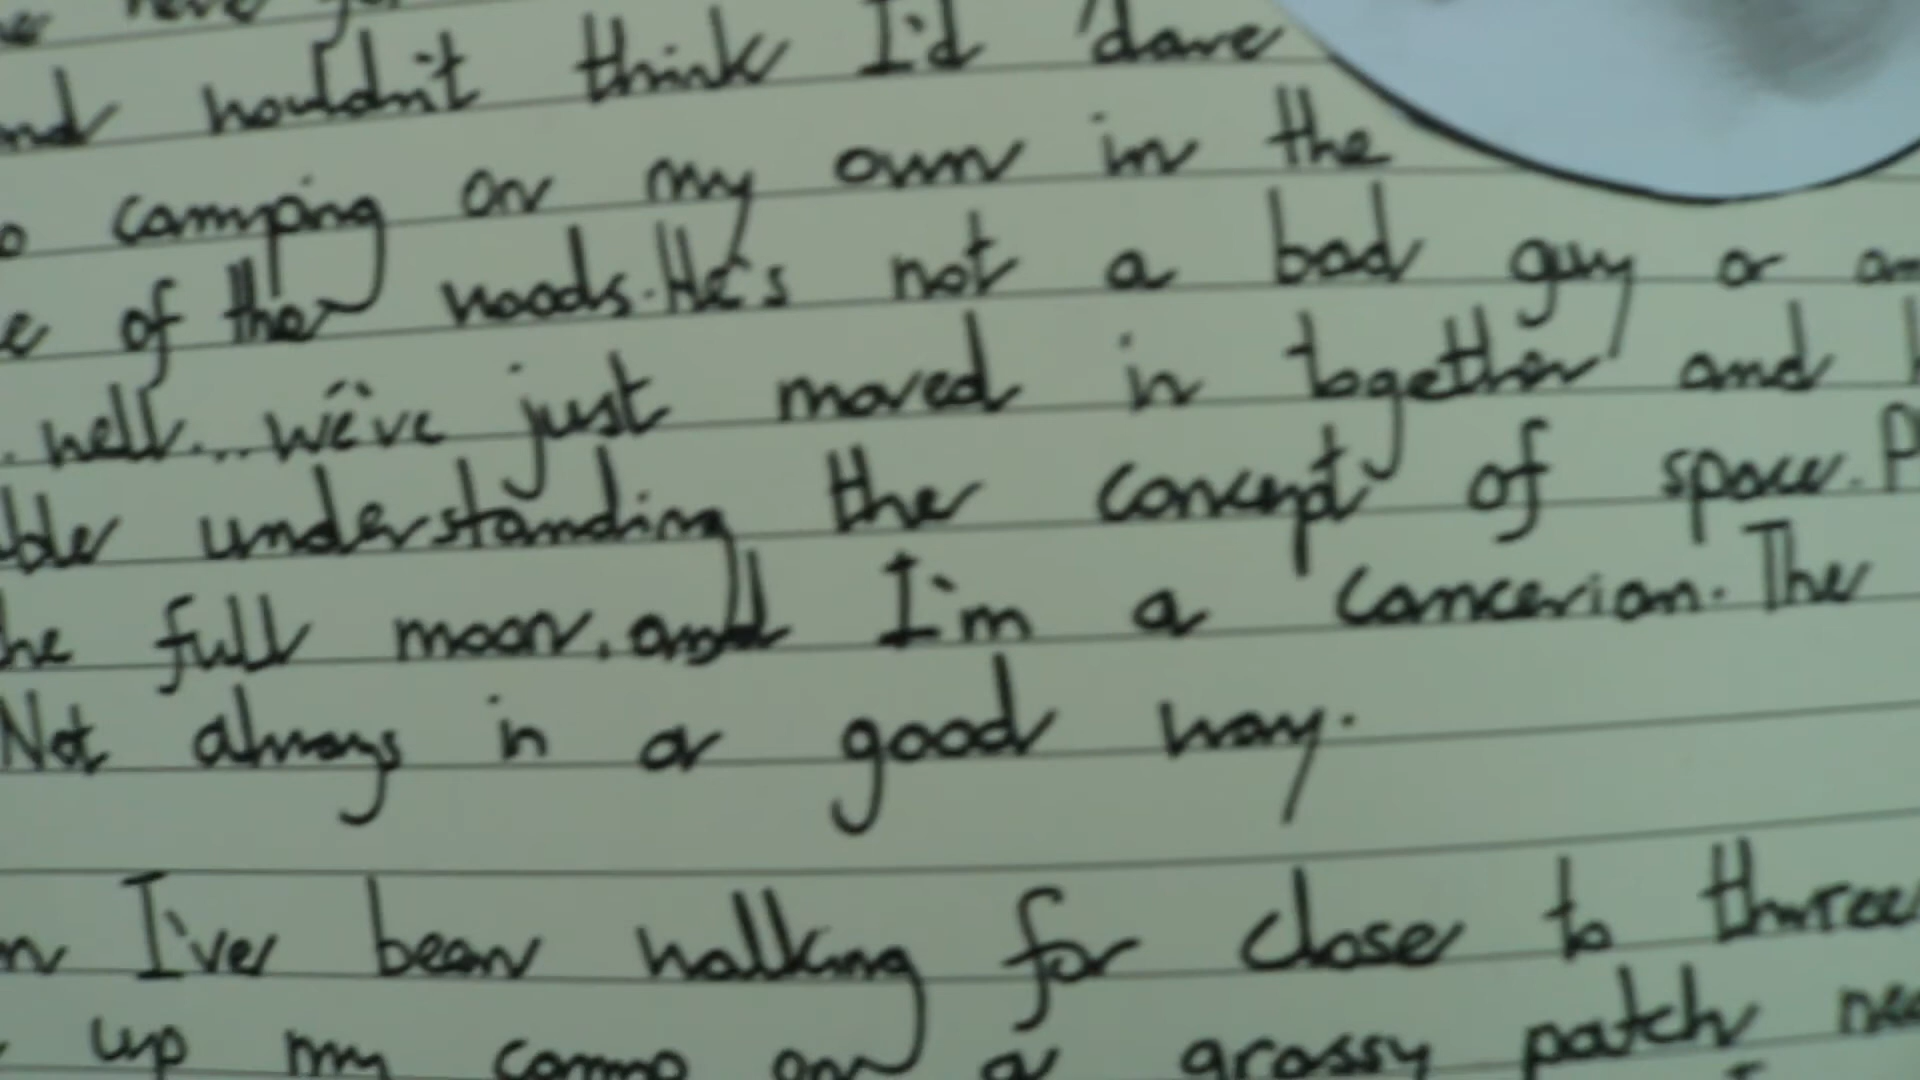 wouldn't think I'd dare
camping on my own in the
of the woods. He's not a bad guy or
well... we've just moved in together and
understanding the concept of space.
full moon, and I'm a cancerian. The
Not always in a good way.
I've been walking for close to three
up my camp on a grassy patch